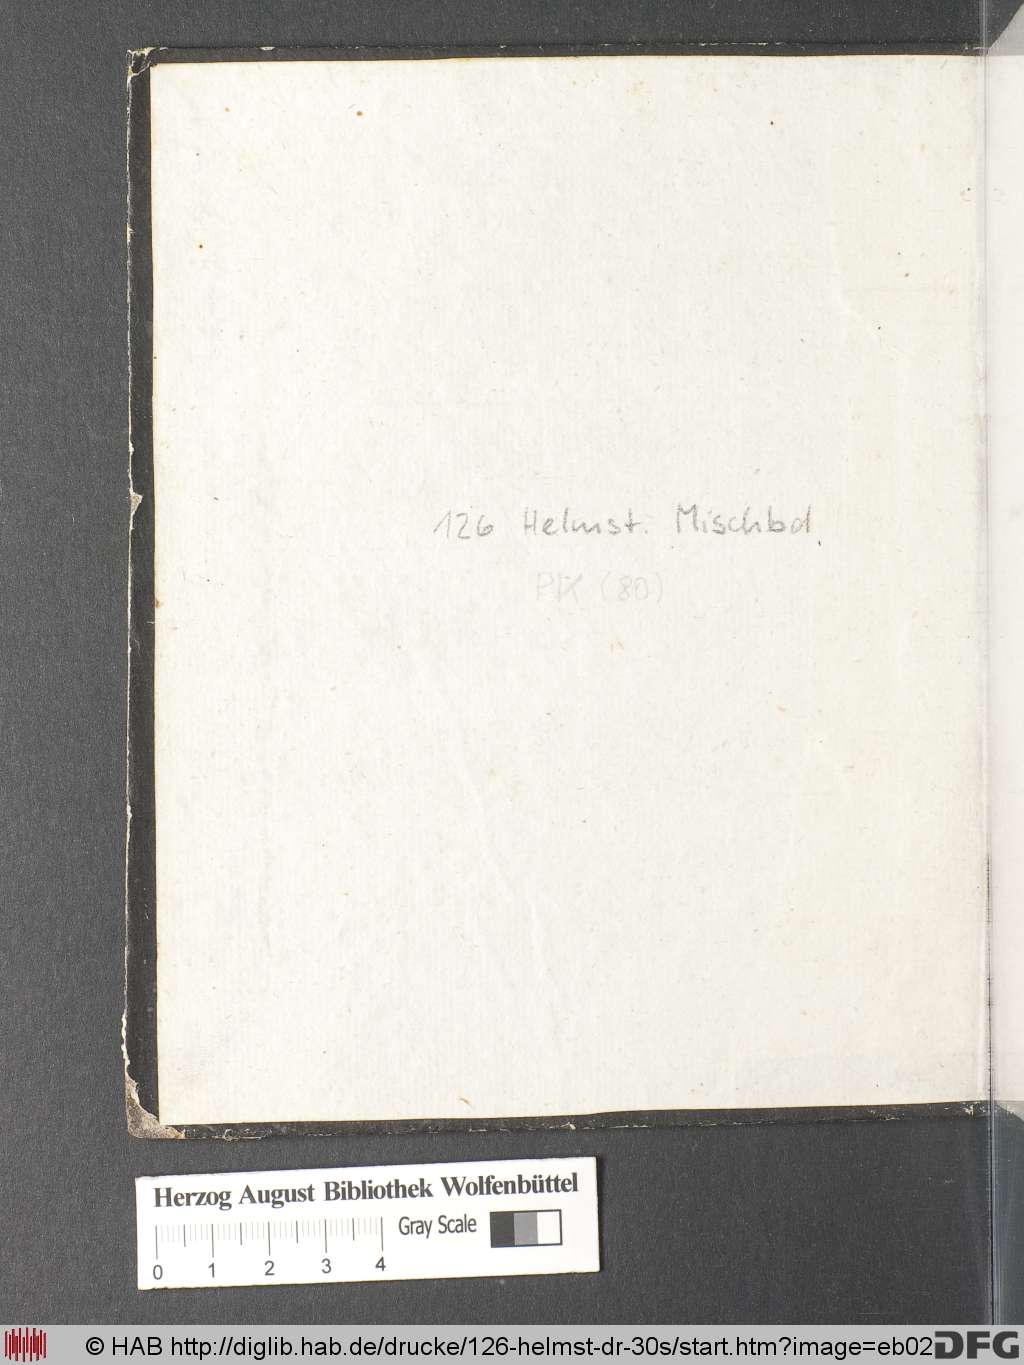 126 Helmst. Mischbd.
PIX (80)
Herzog August Bibliothek Wolfenbüttel
Gray Scale
0 1 2 3 4
© HAB http://diglib.hab.de/drucke/126-helmst-dr-30s/start.htm?image=eb02
DFG